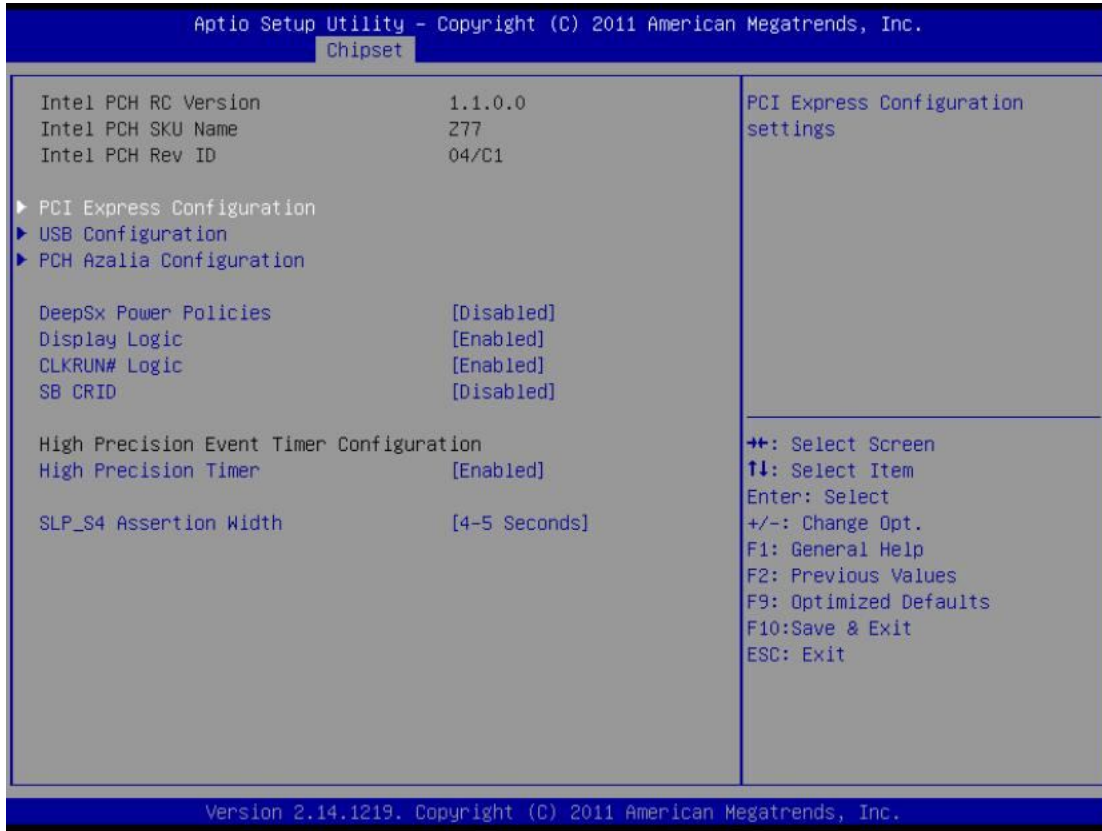 Aptio Setup Utility – Copyright (C) 2011 American Megatrends, Inc.
Chipset
Intel PCH RC Version 1.1.0.0
Intel PCH SKU Name Z77
Intel PCH Rev ID 04/C1
▶ PCI Express Configuration
▶ USB Configuration
▶ PCH Azalia Configuration
DeepSx Power Policies [Disabled]
Display Logic [Enabled]
CLKRUN# Logic [Enabled]
SB CRID [Disabled]
High Precision Event Timer Configuration
High Precision Timer [Enabled]
SLP_S4 Assertion Width [4-5 Seconds]
PCI Express Configuration
settings
→←: Select Screen
↑↓: Select Item
Enter: Select
+/-: Change Opt.
F1: General Help
F2: Previous Values
F9: Optimized Defaults
F10:Save & Exit
ESC: Exit
Version 2.14.1219. Copyright (C) 2011 American Megatrends, Inc.